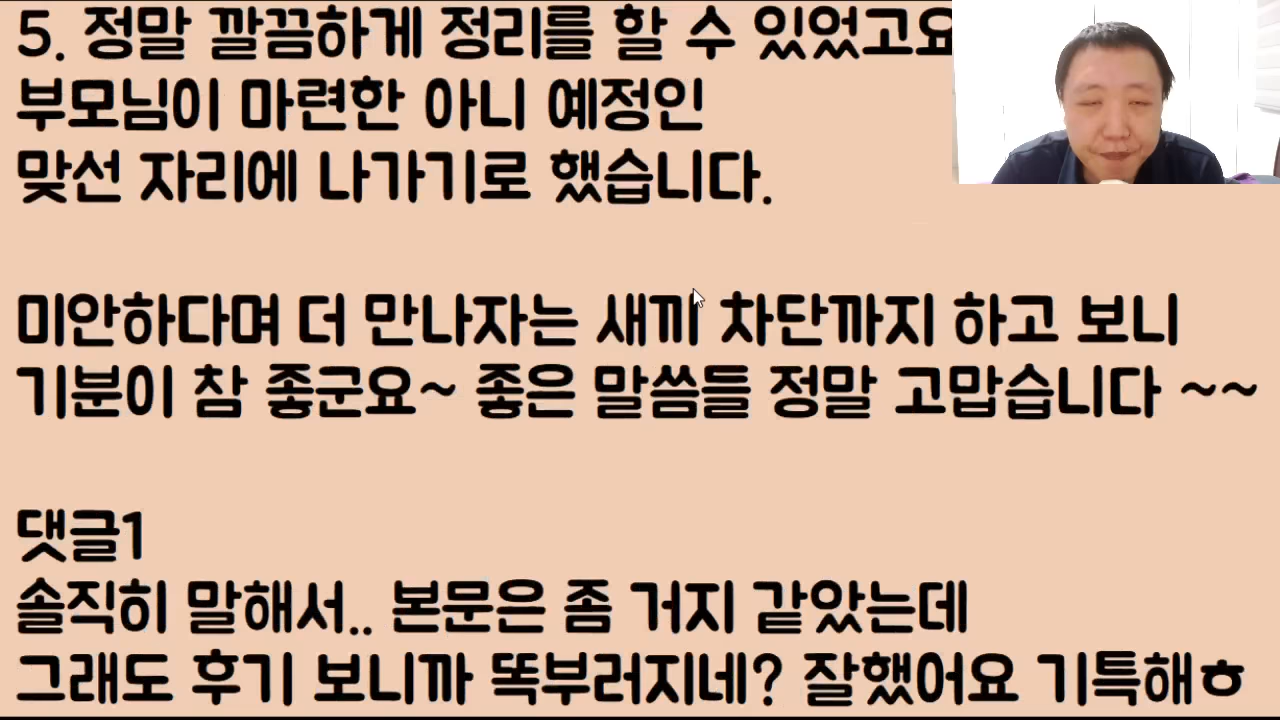 5. 정말 깔끔하게 정리를 할 수 있었고요
부모님이 마련한 아니 예정인
맞선 자리에 나가기로 했습니다.
미안하다며 더 만나자는 새끼 차단까지 하고 보니
기분이 참 좋군요~ 좋은 말씀들 정말 고맙습니다 ~~
댓글1
솔직히 말해서.. 본문은 좀 거지 같았는데
그래도 후기 보니까 똑부러지네? 잘했어요 기특해ㅎ